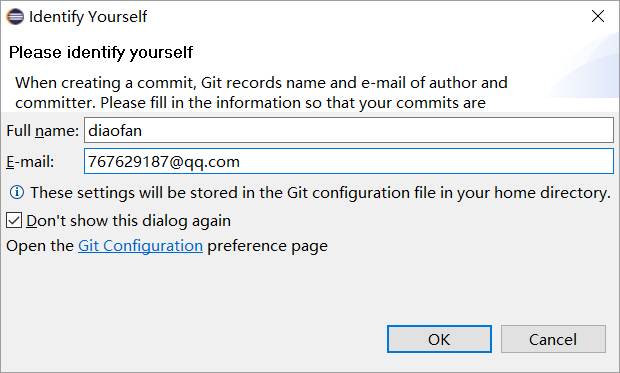 Identify Yourself
Please identify yourself
When creating a commit, Git records name and e-mail of author and
committer. Please fill in the information so that your commits are
Full name: diaofan
E-mail: 767629187@qq.com
These settings will be stored in the Git configuration file in your home directory.
Don't show this dialog again
Open the Git Configuration preference page
OK Cancel